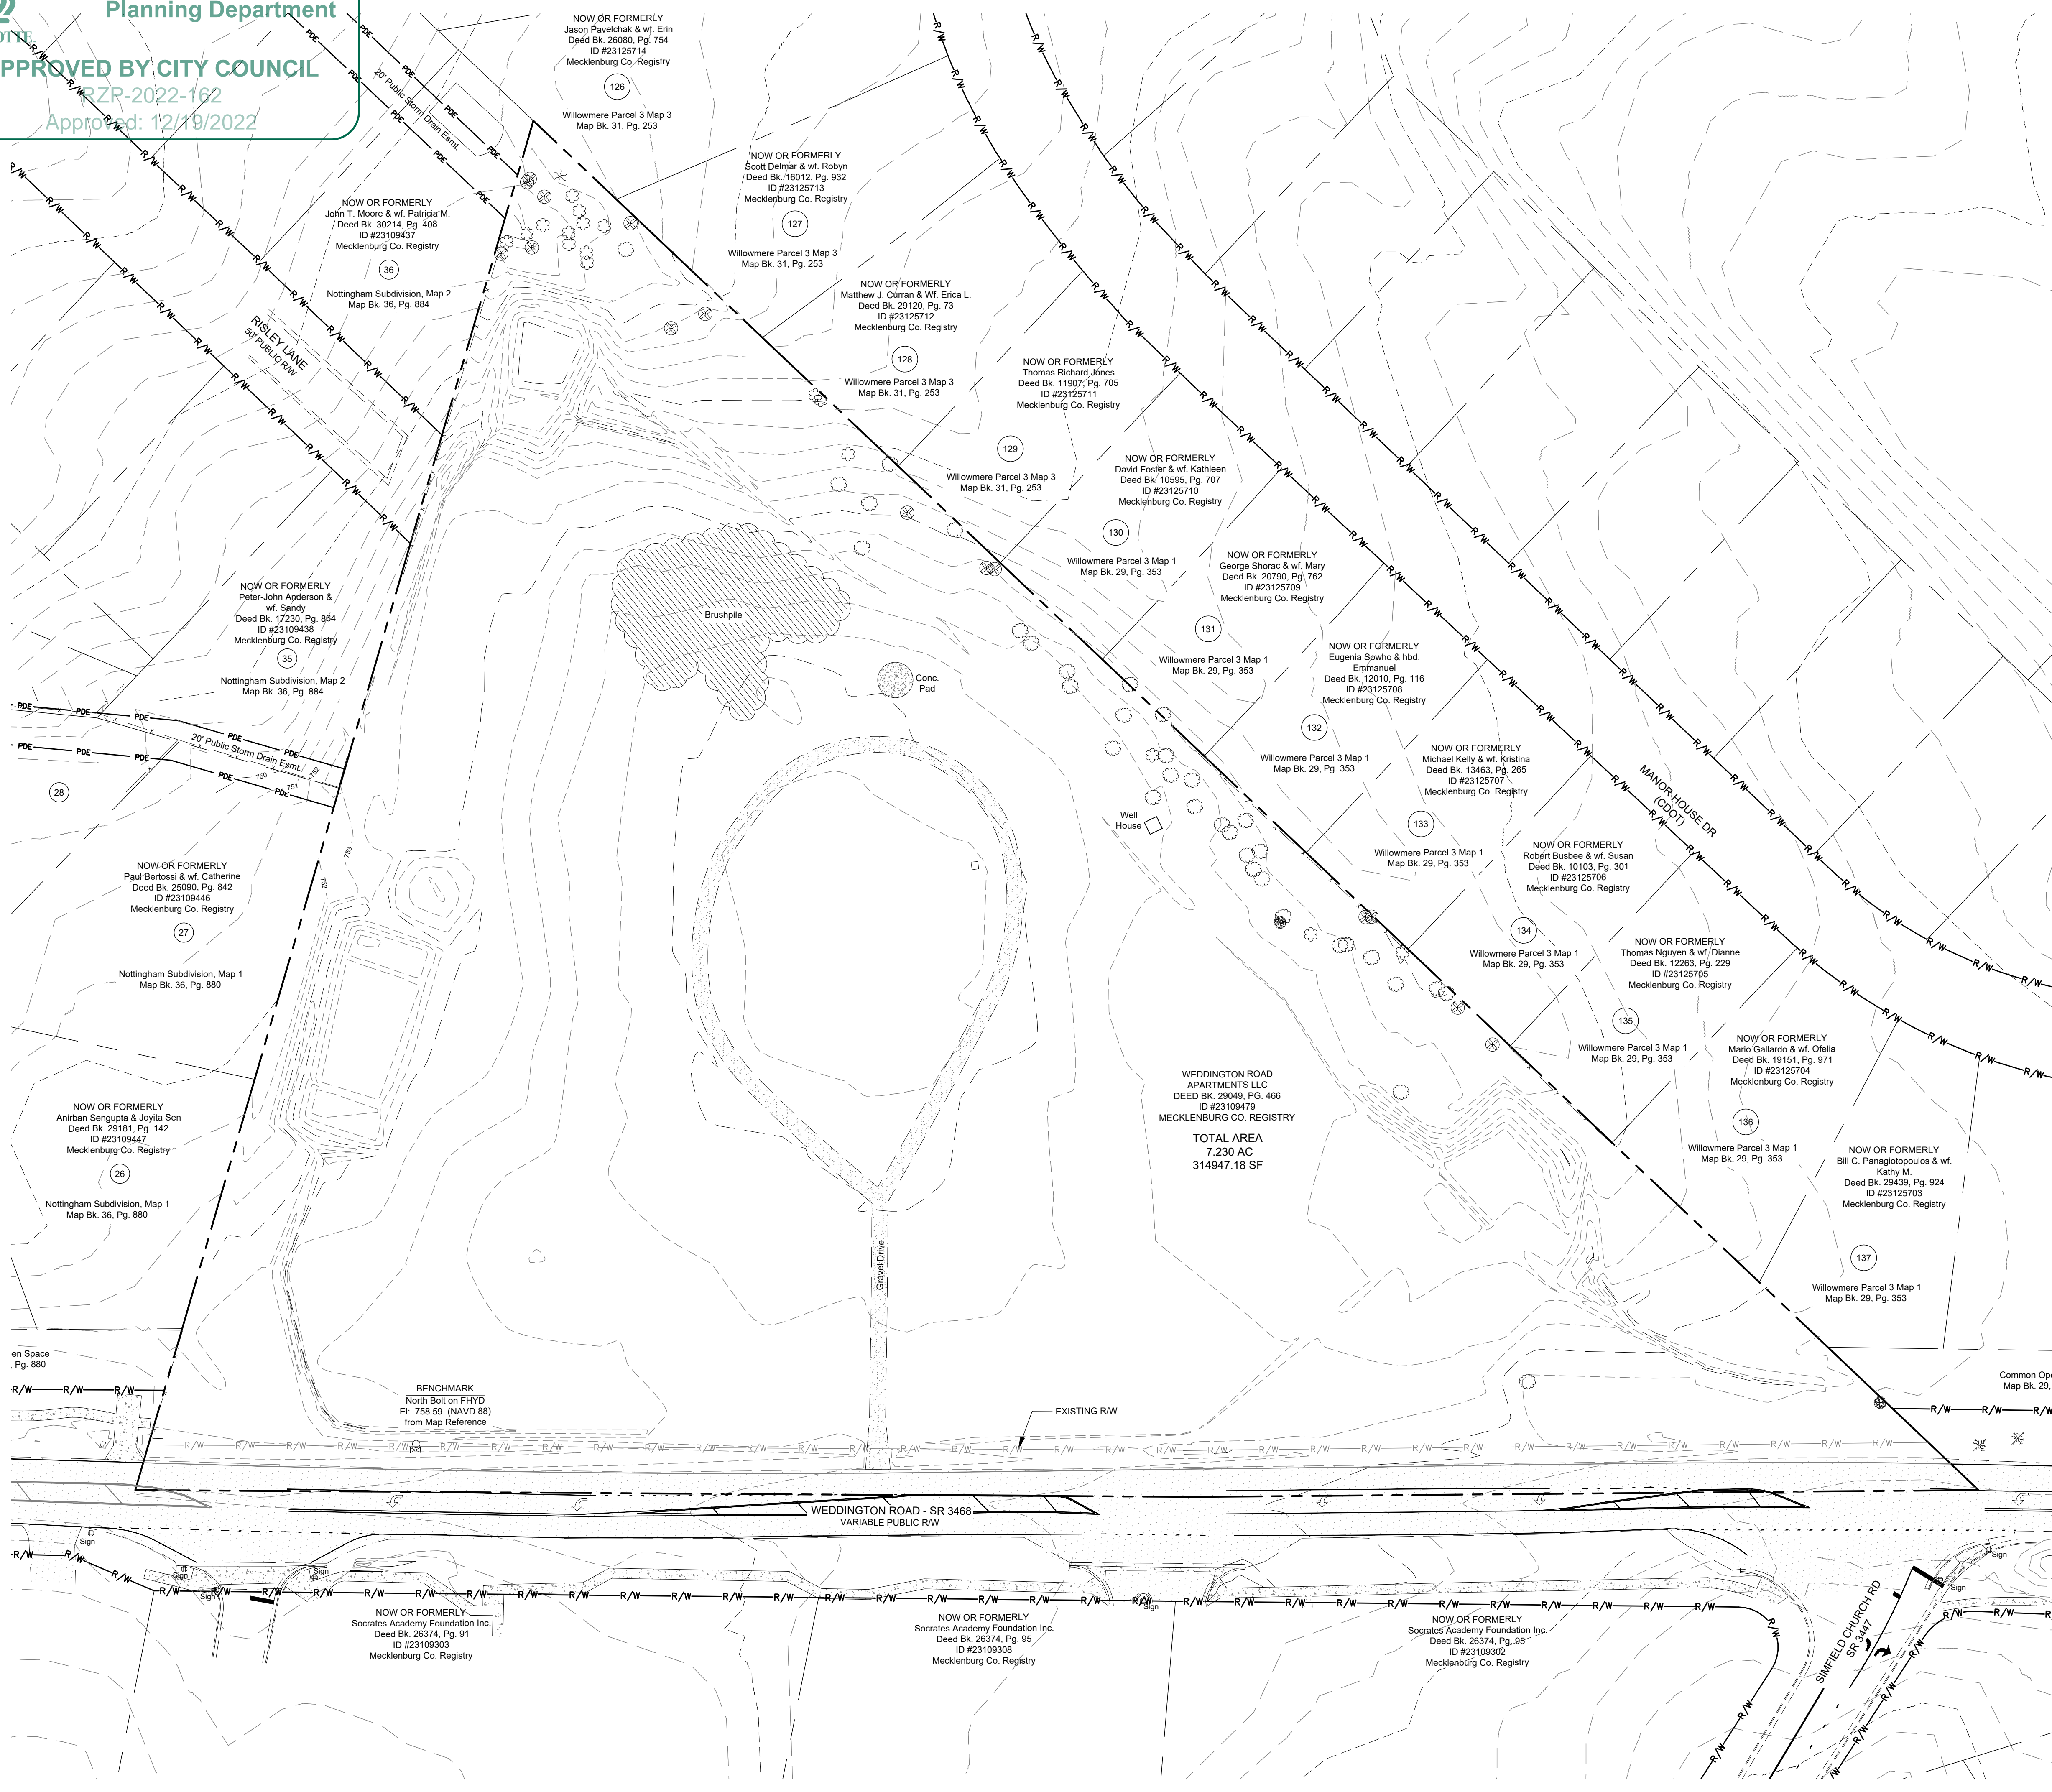 Planning Department
APPROVED BY CITY COUNCIL
RZP-2022-162
Approved: 12/19/2022
NOW OR FORMERLY
Jason Pavelchak & wf. Erin
Deed Bk. 26080, Pg. 754
ID #23125714
Mecklenburg Co. Registry
126
Willowmere Parcel 3 Map 3
Map Bk. 31, Pg. 253
20' Public Storm Drain Esmt.
NOW OR FORMERLY
Scott Delmar & wf. Robyn
Deed Bk. 16012, Pg. 932
ID #23125713
Mecklenburg Co. Registry
127
Willowmere Parcel 3 Map 3
Map Bk. 31, Pg. 253
NOW OR FORMERLY
John T. Moore & wf. Patricia M.
Deed Bk. 30214, Pg. 408
ID #23109437
Mecklenburg Co. Registry
36
Nottingham Subdivision, Map 2
Map Bk. 36, Pg. 884
RISLEY LANE
50' PUBLIC R/W
NOW OR FORMERLY
Matthew J. Curran & Wf. Erica L.
Deed Bk. 29120, Pg. 73
ID #23125712
Mecklenburg Co. Registry
128
Willowmere Parcel 3 Map 3
Map Bk. 31, Pg. 253
NOW OR FORMERLY
Thomas Richard Jones
Deed Bk. 11907, Pg. 705
ID #23125711
Mecklenburg Co. Registry
129
Willowmere Parcel 3 Map 3
Map Bk. 31, Pg. 253
NOW OR FORMERLY
David Foster & wf. Kathleen
Deed Bk. 10595, Pg. 707
ID #23125710
Mecklenburg Co. Registry
130
Willowmere Parcel 3 Map 1
Map Bk. 29, Pg. 353
NOW OR FORMERLY
George Shorac & wf. Mary
Deed Bk. 20790, Pg. 762
ID #23125709
Mecklenburg Co. Registry
131
Willowmere Parcel 3 Map 1
Map Bk. 29, Pg. 353
NOW OR FORMERLY
Peter-John Anderson &
wf. Sandy
Deed Bk. 17230, Pg. 854
ID #23109438
Mecklenburg Co. Registry
35
Nottingham Subdivision, Map 2
Map Bk. 36, Pg. 884
Brushpile
Conc.
Pad
NOW OR FORMERLY
Eugenia Sowho & hbd.
Emmanuel
Deed Bk. 12010, Pg. 116
ID #23125708
Mecklenburg Co. Registry
132
Willowmere Parcel 3 Map 1
Map Bk. 29, Pg. 353
20' Public Storm Drain Esmt.
750
751
752
28
NOW OR FORMERLY
Michael Kelly & wf. Kristina
Deed Bk. 13463, Pg. 265
ID #23125707
Mecklenburg Co. Registry
133
Willowmere Parcel 3 Map 1
Map Bk. 29, Pg. 353
MANOR HOUSE DR
(CDOT)
Well
House
753
752
NOW OR FORMERLY
Paul Bertossi & wf. Catherine
Deed Bk. 25090, Pg. 842
ID #23109446
Mecklenburg Co. Registry
27
Nottingham Subdivision, Map 1
Map Bk. 36, Pg. 880
NOW OR FORMERLY
Robert Busbee & wf. Susan
Deed Bk. 10103, Pg. 301
ID #23125706
Mecklenburg Co. Registry
134
Willowmere Parcel 3 Map 1
Map Bk. 29, Pg. 353
NOW OR FORMERLY
Thomas Nguyen & wf. Dianne
Deed Bk. 12263, Pg. 229
ID #23125705
Mecklenburg Co. Registry
135
Willowmere Parcel 3 Map 1
Map Bk. 29, Pg. 353
NOW OR FORMERLY
Mario Gallardo & wf. Ofelia
Deed Bk. 19151, Pg. 971
ID #23125704
Mecklenburg Co. Registry
136
Willowmere Parcel 3 Map 1
Map Bk. 29, Pg. 353
WEDDINGTON ROAD
APARTMENTS LLC
DEED BK. 29049, PG. 466
ID #23109479
MECKLENBURG CO. REGISTRY
TOTAL AREA
7.230 AC
314947.18 SF
NOW OR FORMERLY
Anirban Sengupta & Joyita Sen
Deed Bk. 29181, Pg. 142
ID #23109447
Mecklenburg Co. Registry
26
Nottingham Subdivision, Map 1
Map Bk. 36, Pg. 880
NOW OR FORMERLY
Bill C. Panagiotopoulos & wf.
Kathy M.
Deed Bk. 29439, Pg. 924
ID #23125703
Mecklenburg Co. Registry
137
Willowmere Parcel 3 Map 1
Map Bk. 29, Pg. 353
Gravel Drive
en Space
, Pg. 880
BENCHMARK
North Bolt on FHYD
El: 758.59 (NAVD 88)
from Map Reference
EXISTING R/W
Common Ope
Map Bk. 29,
R/W
PDE
WEDDINGTON ROAD - SR 3468
VARIABLE PUBLIC R/W
Sign
Sign
Sign
Sign
Sign
Sign
Sign
NOW OR FORMERLY
Socrates Academy Foundation Inc.
Deed Bk. 26374, Pg. 91
ID #23109303
Mecklenburg Co. Registry
NOW OR FORMERLY
Socrates Academy Foundation Inc.
Deed Bk. 26374, Pg. 95
ID #23109308
Mecklenburg Co. Registry
NOW OR FORMERLY
Socrates Academy Foundation Inc.
Deed Bk. 26374, Pg. 95
ID #23109302
Mecklenburg Co. Registry
SIMFIELD CHURCH RD
SR 3447